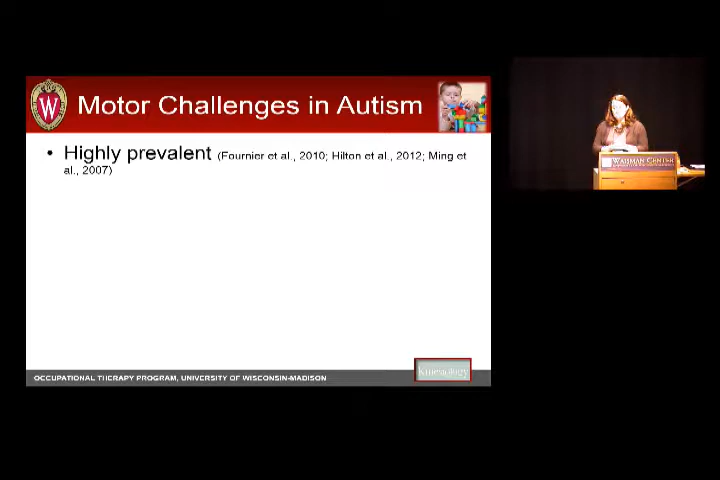 W
Motor Challenges in Autism
• Highly prevalent (Fournier et al., 2010; Hilton et al., 2012; Ming et
al., 2007)
Kinesiology
OCCUPATIONAL THERAPY PROGRAM, UNIVERSITY OF WISCONSIN-MADISON
WAISMAN CENTER